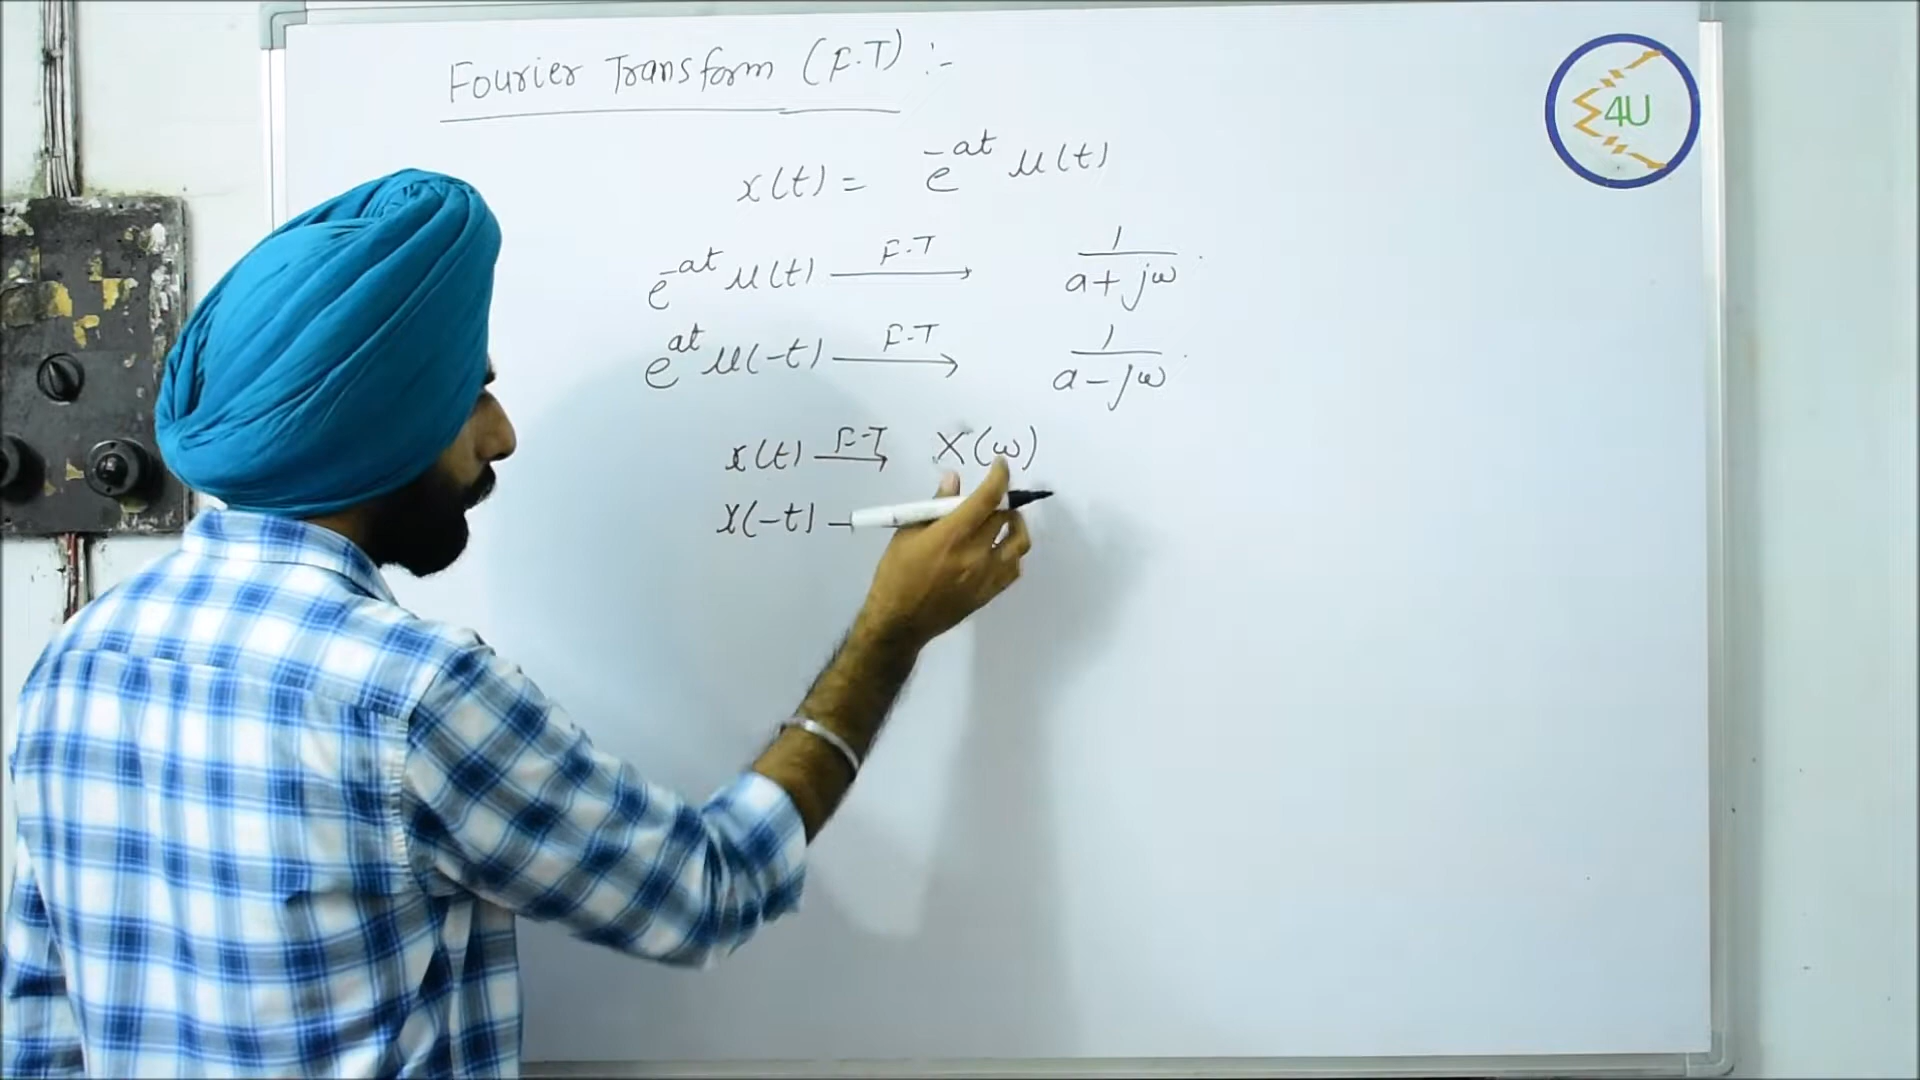 Fourier Transform (F.T) :-
x(t) = e^-at u(t)
e^-at u(t) —F.T→ 1/(a+jω)
e^at u(-t) —F.T→ 1/(a-jω)
x(t) —F.T→ X(ω)
x(-t) —
4U